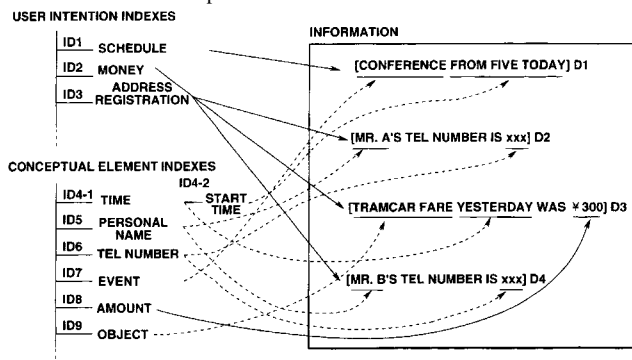 USER INTENTION INDEXES
INFORMATION
ID1 SCHEDULE
ID2 MONEY
ID3 ADDRESS
REGISTRATION
[CONFERENCE FROM FIVE TODAY] D1
[MR. A'S TEL NUMBER IS xxx] D2
[TRAMCAR FARE YESTERDAY WAS ¥300] D3
[MR. B'S TEL NUMBER IS xxx] D4
CONCEPTUAL ELEMENT INDEXES
ID4-1 TIME
ID4-2 START
TIME
ID5 PERSONAL
NAME
ID6 TEL NUMBER
ID7 EVENT
ID8 AMOUNT
ID9 OBJECT